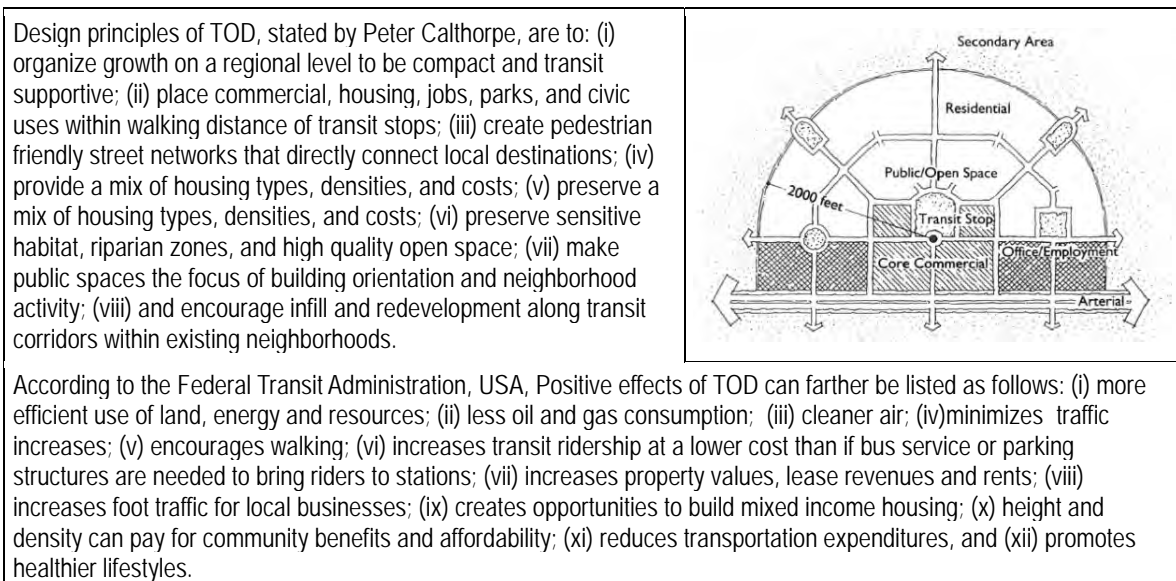 Design principles of TOD, stated by Peter Calthorpe, are to: (i)
organize growth on a regional level to be compact and transit
supportive; (ii) place commercial, housing, jobs, parks, and civic
uses within walking distance of transit stops; (iii) create pedestrian
friendly street networks that directly connect local destinations; (iv)
provide a mix of housing types, densities, and costs; (v) preserve a
mix of housing types, densities, and costs; (vi) preserve sensitive
habitat, riparian zones, and high quality open space; (vii) make
public spaces the focus of building orientation and neighborhood
activity; (viii) and encourage infill and redevelopment along transit
corridors within existing neighborhoods.
Secondary Area
Residential
Public/Open Space
2000 feet
Transit Stop
Office/Employment
Core Commercial
Arterial
According to the Federal Transit Administration, USA, Positive effects of TOD can farther be listed as follows: (i) more
efficient use of land, energy and resources; (ii) less oil and gas consumption; (iii) cleaner air; (iv)minimizes traffic
increases; (v) encourages walking; (vi) increases transit ridership at a lower cost than if bus service or parking
structures are needed to bring riders to stations; (vii) increases property values, lease revenues and rents; (viii)
increases foot traffic for local businesses; (ix) creates opportunities to build mixed income housing; (x) height and
density can pay for community benefits and affordability; (xi) reduces transportation expenditures, and (xii) promotes
healthier lifestyles.